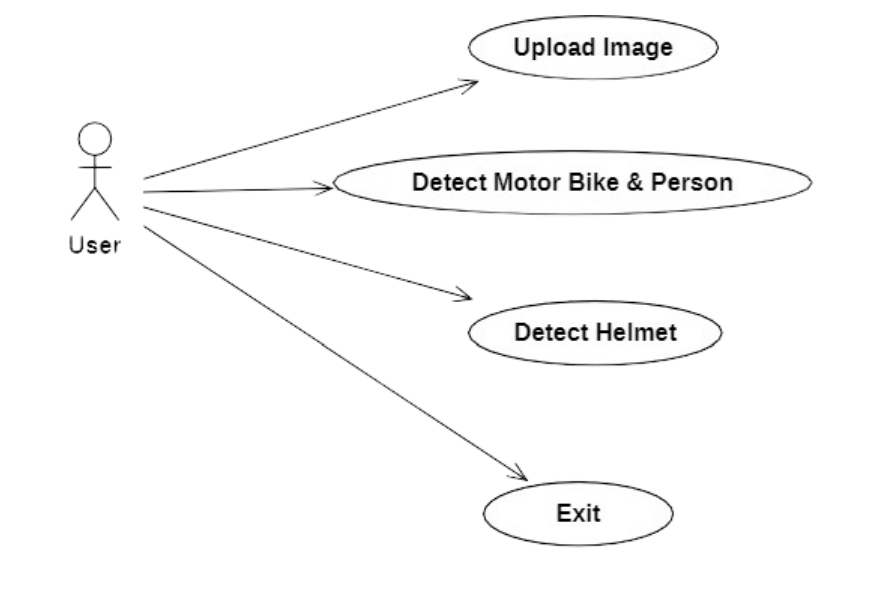 Upload Image
Detect Motor Bike & Person
User
Detect Helmet
Exit